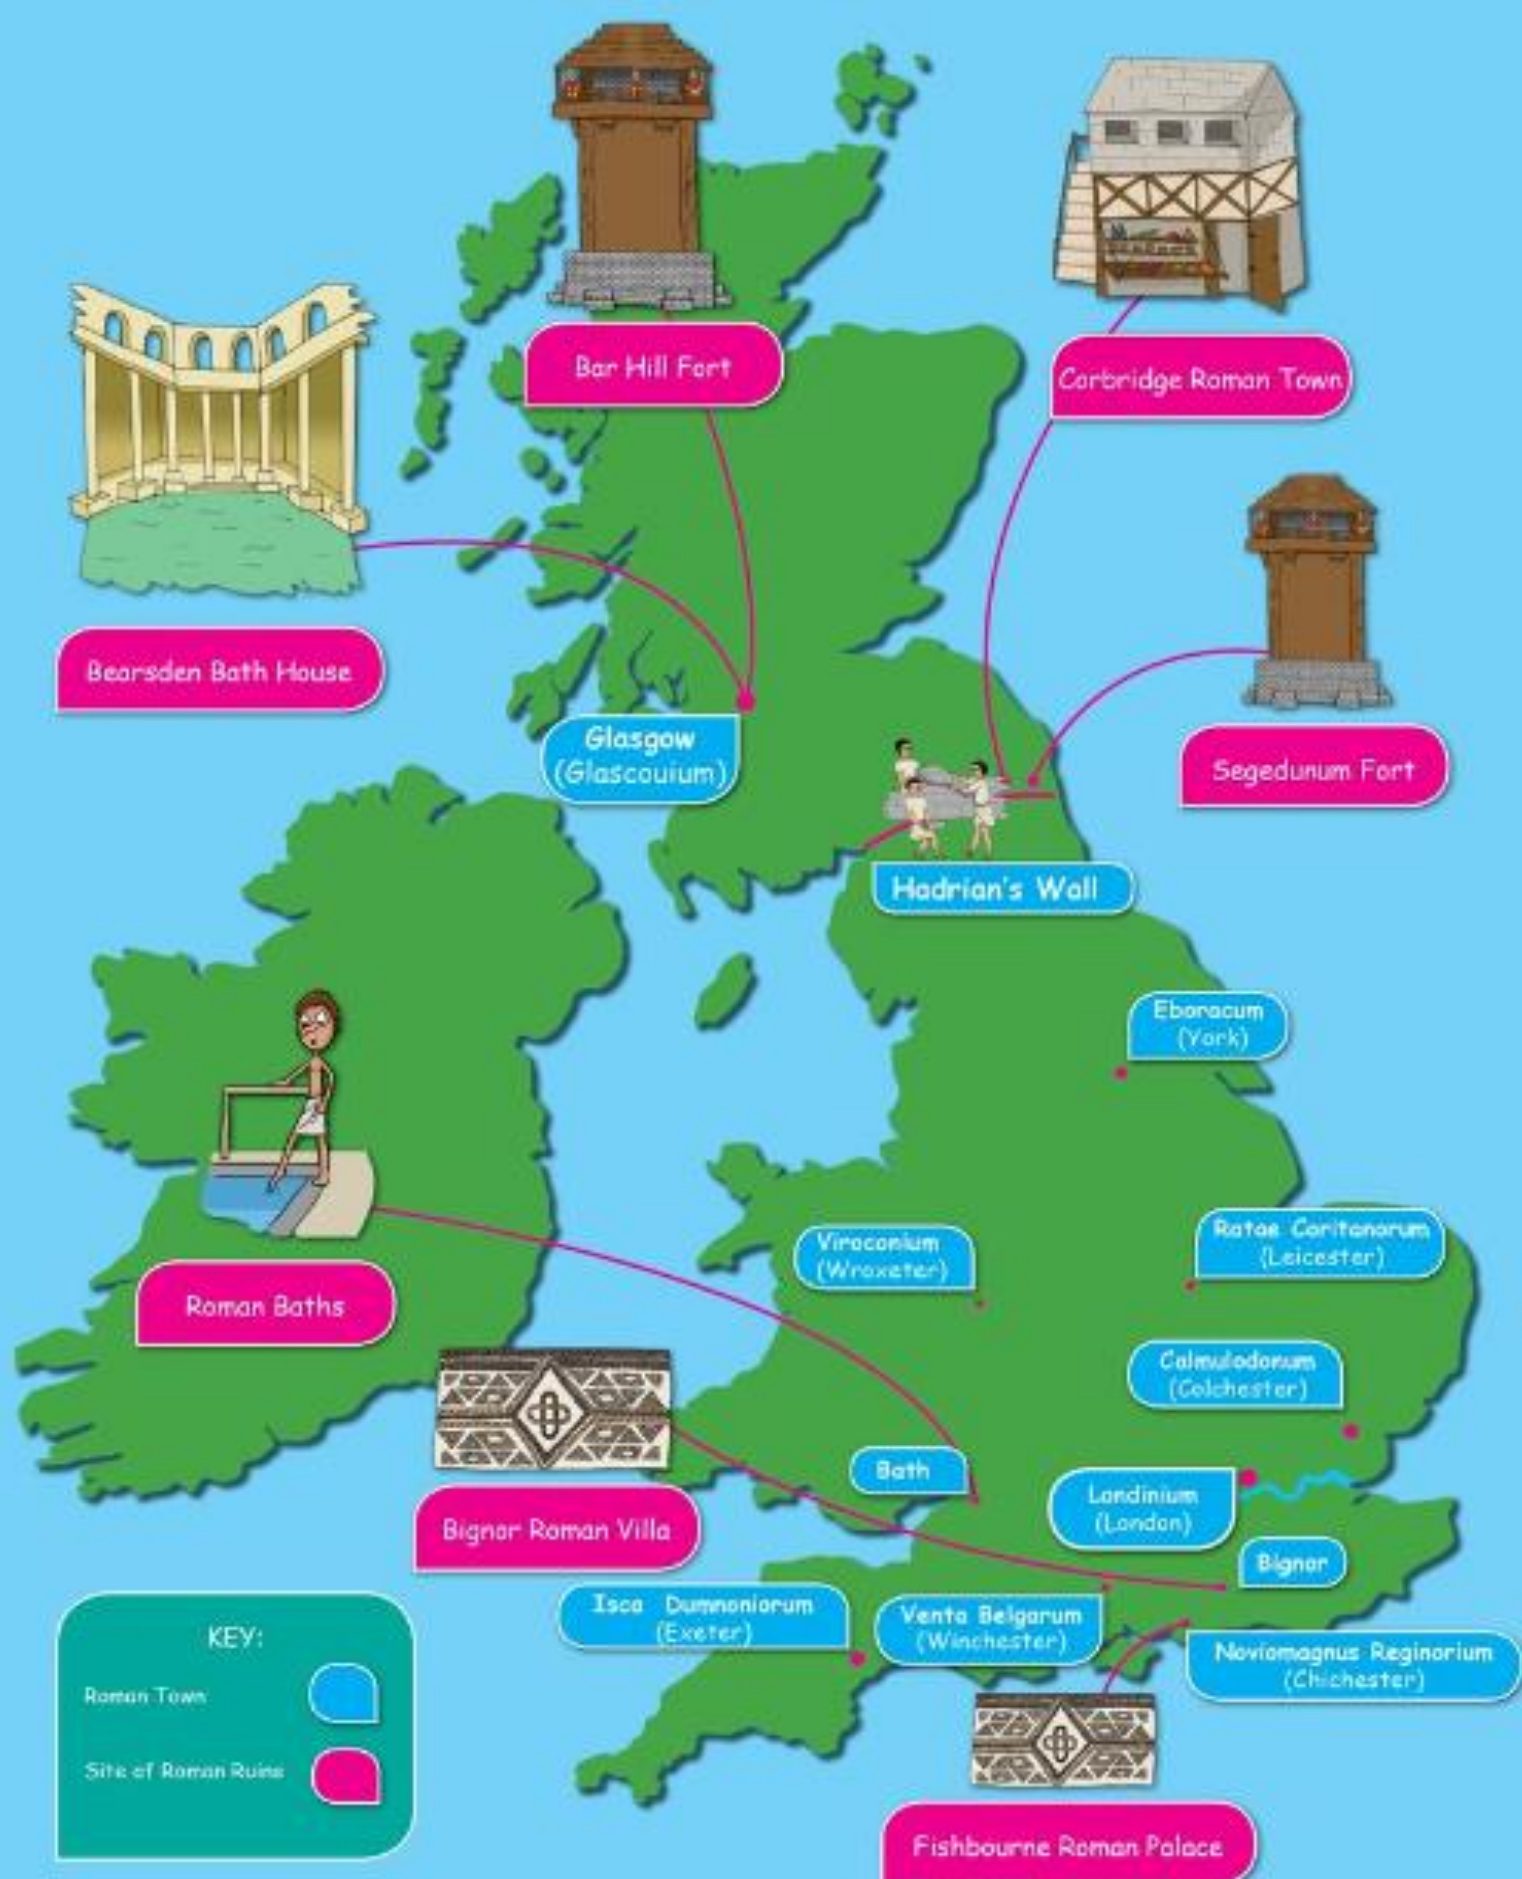 Bar Hill Fort
Corbridge Roman Town
Bearsden Bath House
Glasgow
(Glascouium)
Segedunum Fort
Hadrian's Wall
Eboracum
(York)
Viroconium
(Wroxeter)
Ratae Coritanorum
(Leicester)
Roman Baths
Calmulodonum
(Colchester)
Bath
Londinium
(London)
Bignor Roman Villa
Bignor
Isca Dumnoniorum
(Exeter)
Venta Belgarum
(Winchester)
Noviomagnus Reginorium
(Chichester)
KEY:
Roman Town
Site of Roman Ruins
Fishbourne Roman Palace